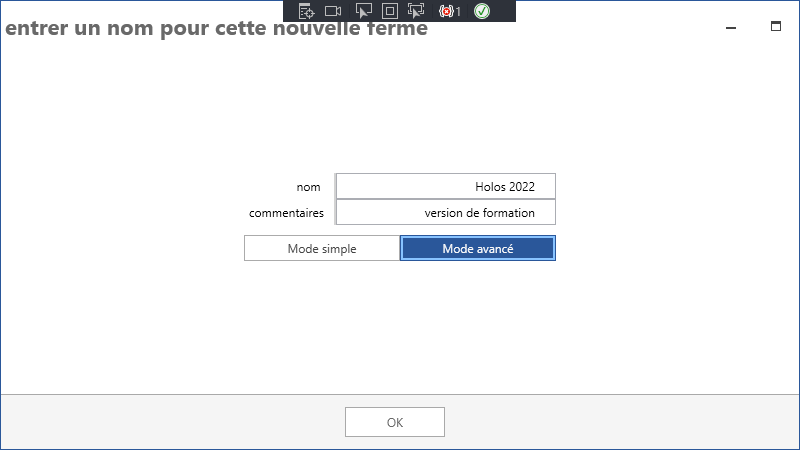 1
entrer un nom pour cette nouvelle ferme
nom Holos 2022
commentaires version de formation
Mode simple Mode avancé
OK